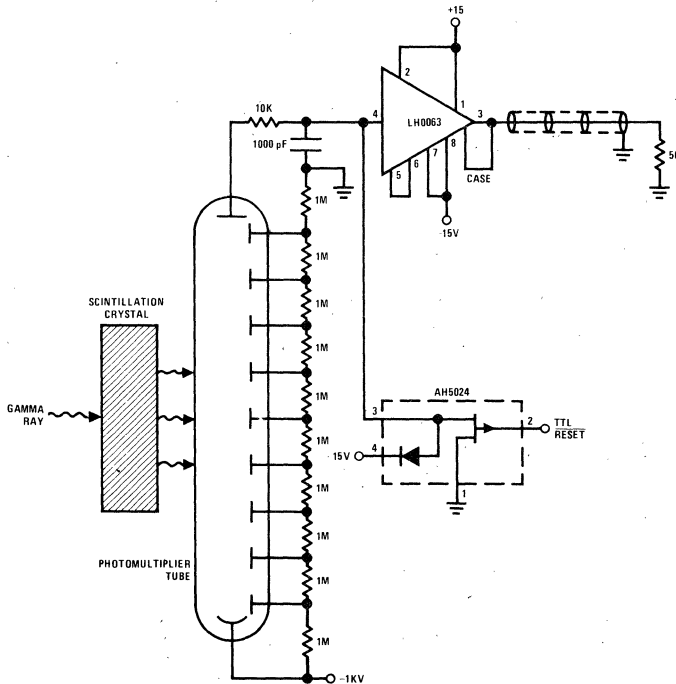 +15
2
10K
4
LH0063
1
3
1000 pF
5
6
7
8
CASE
50
-15V
1M
1M
1M
1M
1M
1M
1M
1M
1M
1M
SCINTILLATION
CRYSTAL
GAMMA
RAY
AH5024
3
2
TTL
RESET
15V
4
1
PHOTOMULTIPLIER
TUBE
-1KV